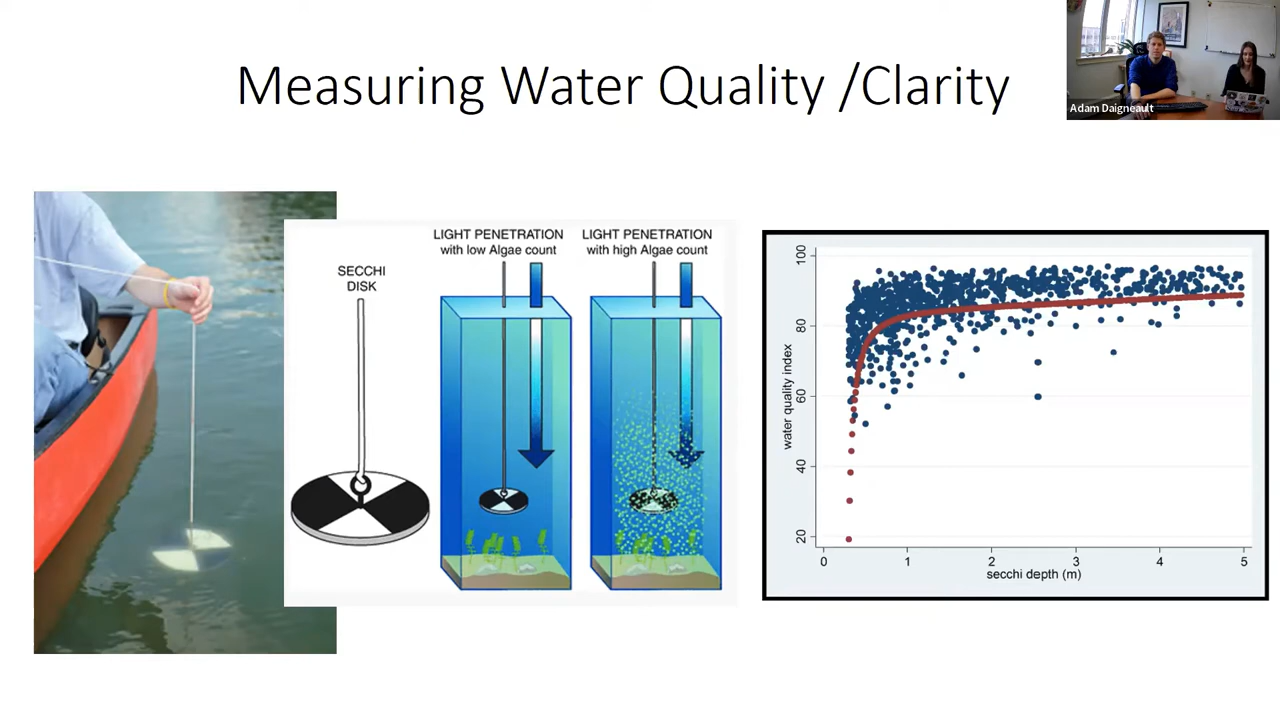 Measuring Water Quality /Clarity
Adam Daigneault
SECCHI
DISK
LIGHT PENETRATION
with low Algae count
LIGHT PENETRATION
with high Algae count
water quality index
100
80
60
40
20
0 1 2 3 4 5
secchi depth (m)